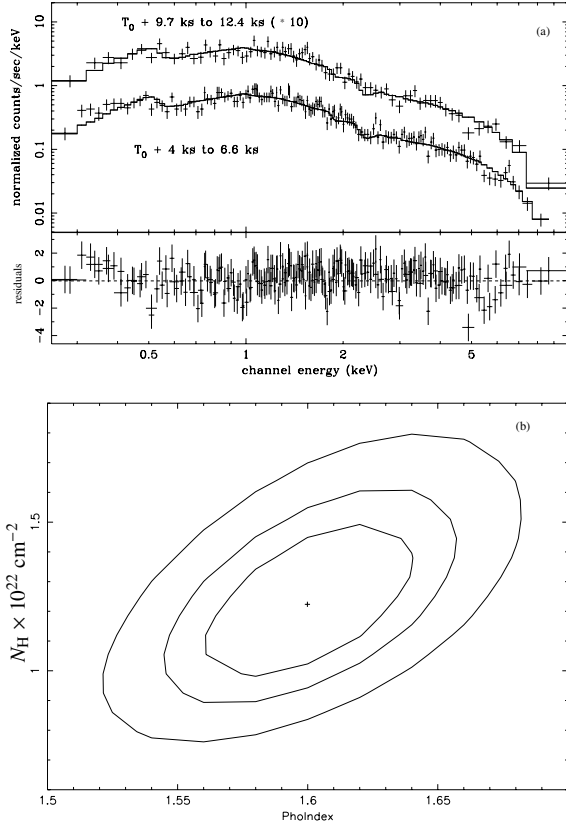 (a)
T0 + 9.7 ks to 12.4 ks ( * 10)
T0 + 4 ks to 6.6 ks
normalized counts/sec/keV
10
1
0.1
0.01
residuals
2
0
−2
−4
0.5
1
2
5
channel energy (keV)
(b)
NH × 10^22 cm^−2
1.5
1
1.5
1.55
1.6
1.65
PhoIndex